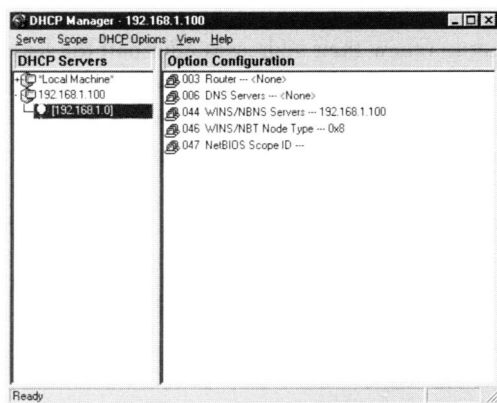 DHCP Manager - 192.168.1.100
Server Scope DHCP Options View Help
DHCP Servers
"Local Machine"
192.168.1.100
[192.168.1.0]
Option Configuration
003 Router --- <None>
006 DNS Servers --- <None>
044 WINS/NBNS Servers --- 192.168.1.100
046 WINS/NBT Node Type --- 0x8
047 NetBIOS Scope ID ---
Ready